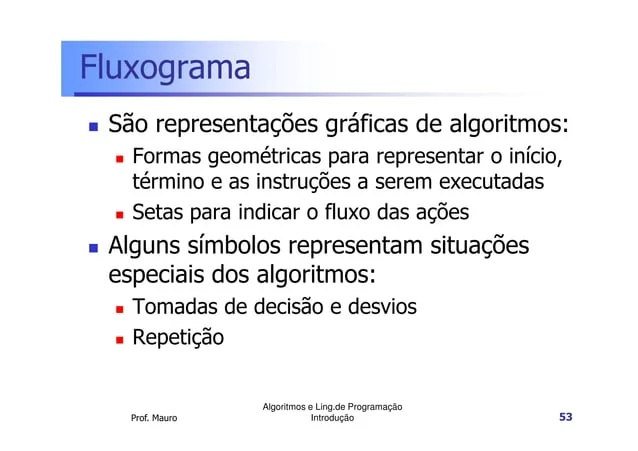 Fluxograma
São representações gráficas de algoritmos:
Formas geométricas para representar o início,
término e as instruções a serem executadas
Setas para indicar o fluxo das ações
Alguns símbolos representam situações
especiais dos algoritmos:
Tomadas de decisão e desvios
Repetição
Prof. Mauro
Algoritmos e Ling.de Programação
Introdução
53